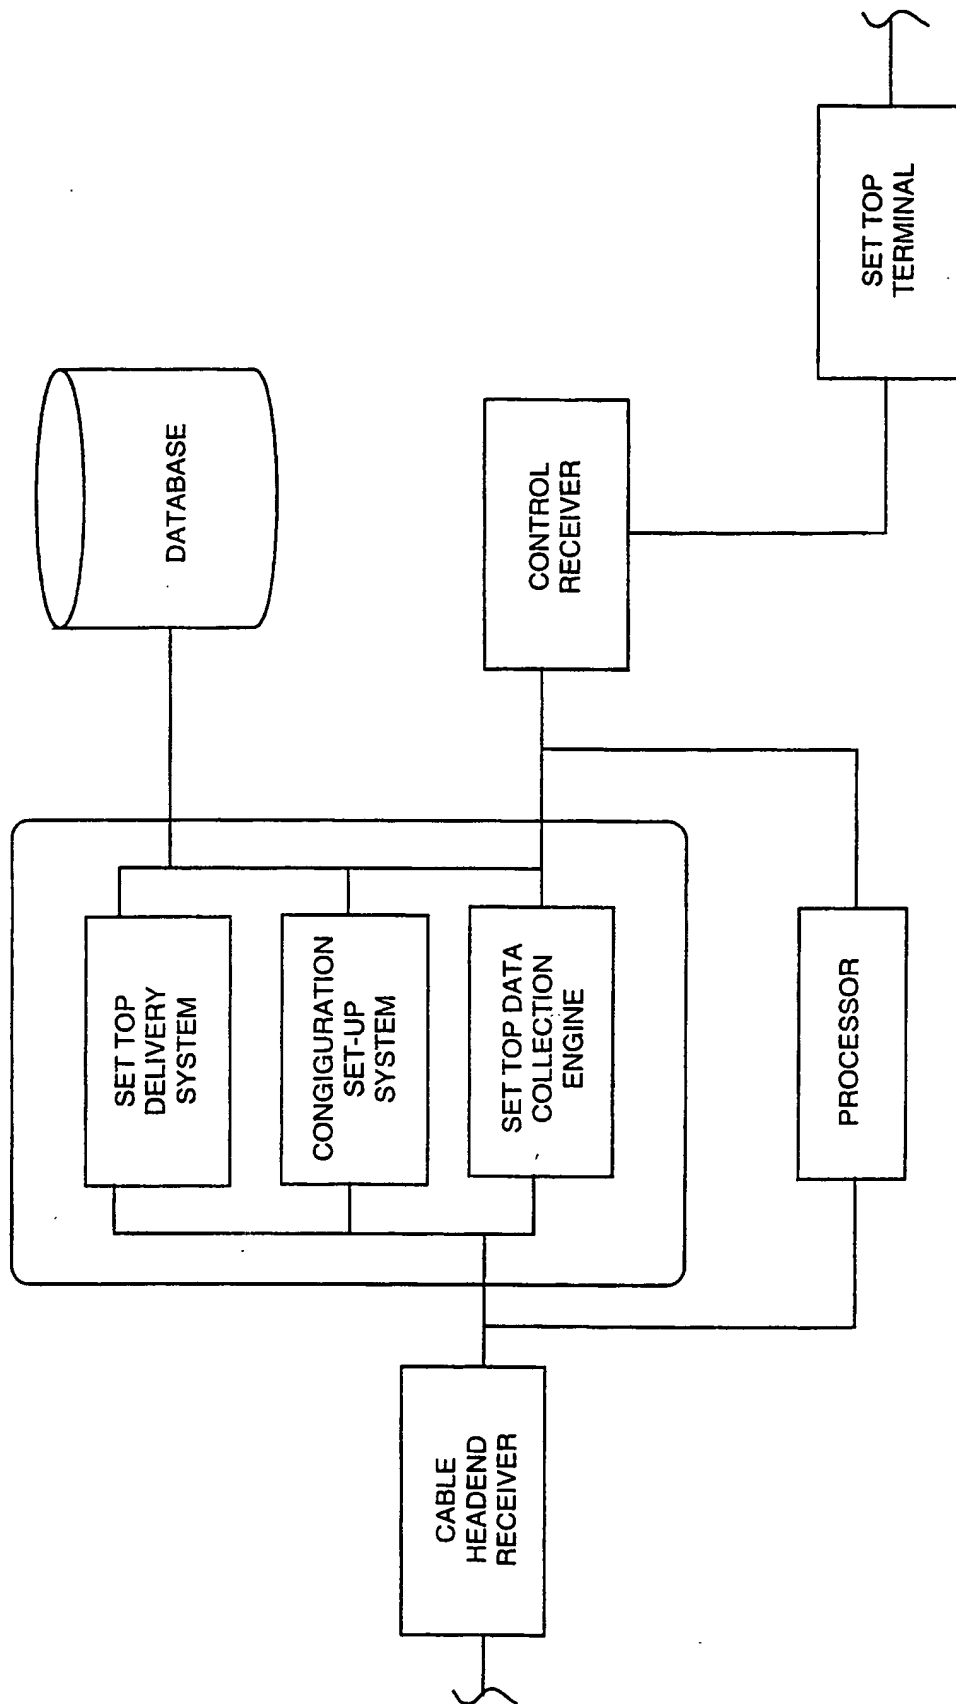 DATABASE
SET TOP
DELIVERY
SYSTEM
CONGIGURATION
SET-UP
SYSTEM
SET TOP DATA
COLLECTION
ENGINE
CABLE
HEADEND
RECEIVER
CONTROL
RECEIVER
PROCESSOR
SET TOP
TERMINAL